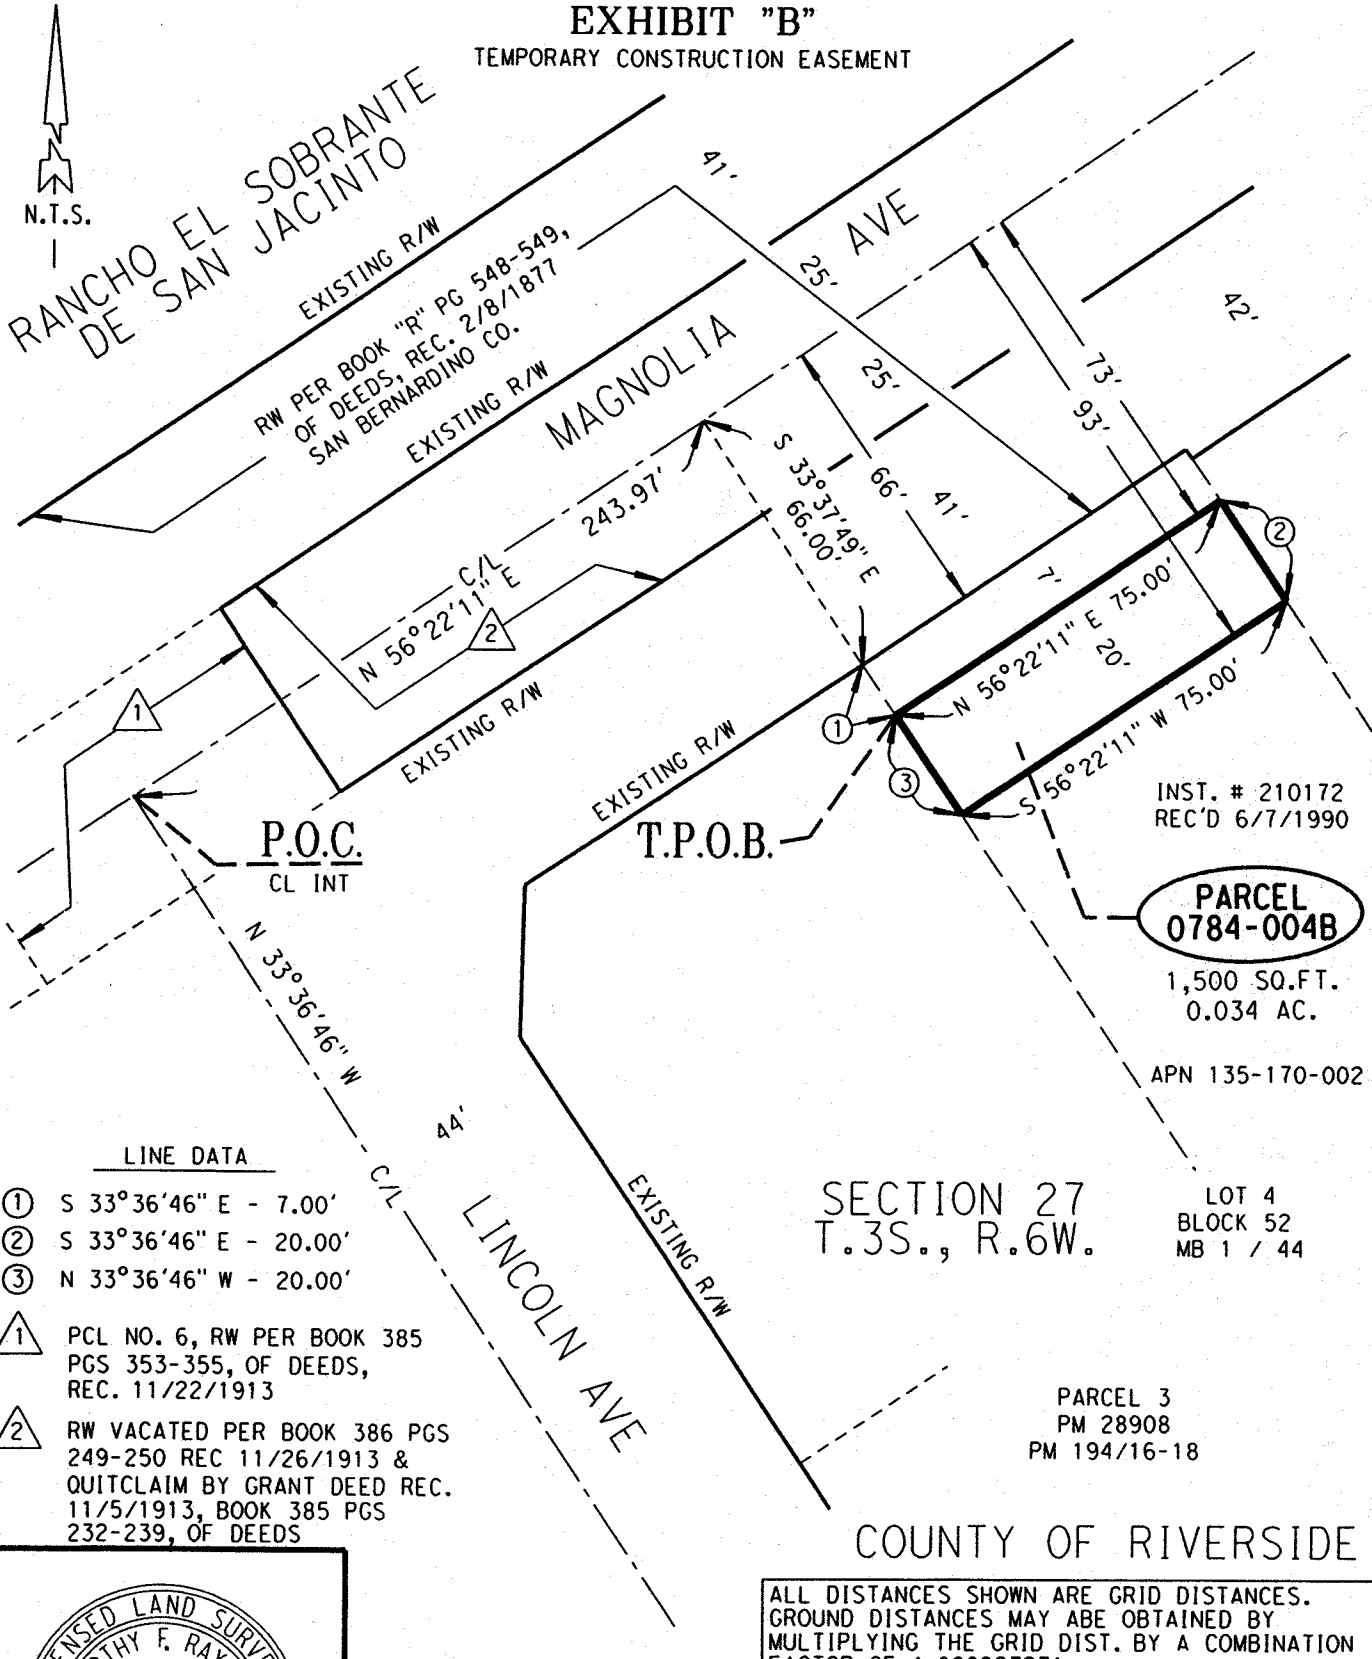 EXHIBIT "B"
TEMPORARY CONSTRUCTION EASEMENT
N
N.T.S.
RANCHO EL SOBRANTE
DE SAN JACINTO
EXISTING R/W
RW PER BOOK "R" PG 548-549,
OF DEEDS, REC. 2/8/1877
SAN BERNARDINO CO.
EXISTING R/W
MAGNOLIA AVE
41'
25'
25'
42'
73'
93'
66'
41'
C/L
N 56°22'11" E
243.97'
S 33°37'49" E
66.00'
7'
N 56°22'11" E 75.00'
20'
S 56°22'11" W 75.00'
1
2
EXISTING R/W
EXISTING R/W
1
2
3
P.O.C.
CL INT
T.P.O.B.
INST. # 210172
REC'D 6/7/1990
PARCEL
0784-004B
1,500 SQ.FT.
0.034 AC.
APN 135-170-002
N 33°36'46" W
44'
C/L
LINCOLN AVE
EXISTING R/W
LINE DATA
1 S 33°36'46" E - 7.00'
2 S 33°36'46" E - 20.00'
3 N 33°36'46" W - 20.00'
1 PCL NO. 6, RW PER BOOK 385
PGS 353-355, OF DEEDS,
REC. 11/22/1913
2 RW VACATED PER BOOK 386 PGS
249-250 REC 11/26/1913 &
QUITCLAIM BY GRANT DEED REC.
11/5/1913, BOOK 385 PGS
232-239, OF DEEDS
SECTION 27
T.3S., R.6W.
LOT 4
BLOCK 52
MB 1 / 44
PARCEL 3
PM 28908
PM 194/16-18
COUNTY OF RIVERSIDE
ALL DISTANCES SHOWN ARE GRID DISTANCES.
GROUND DISTANCES MAY ABE OBTAINED BY
MULTIPLYING THE GRID DIST. BY A COMBINATION
LAND
F.